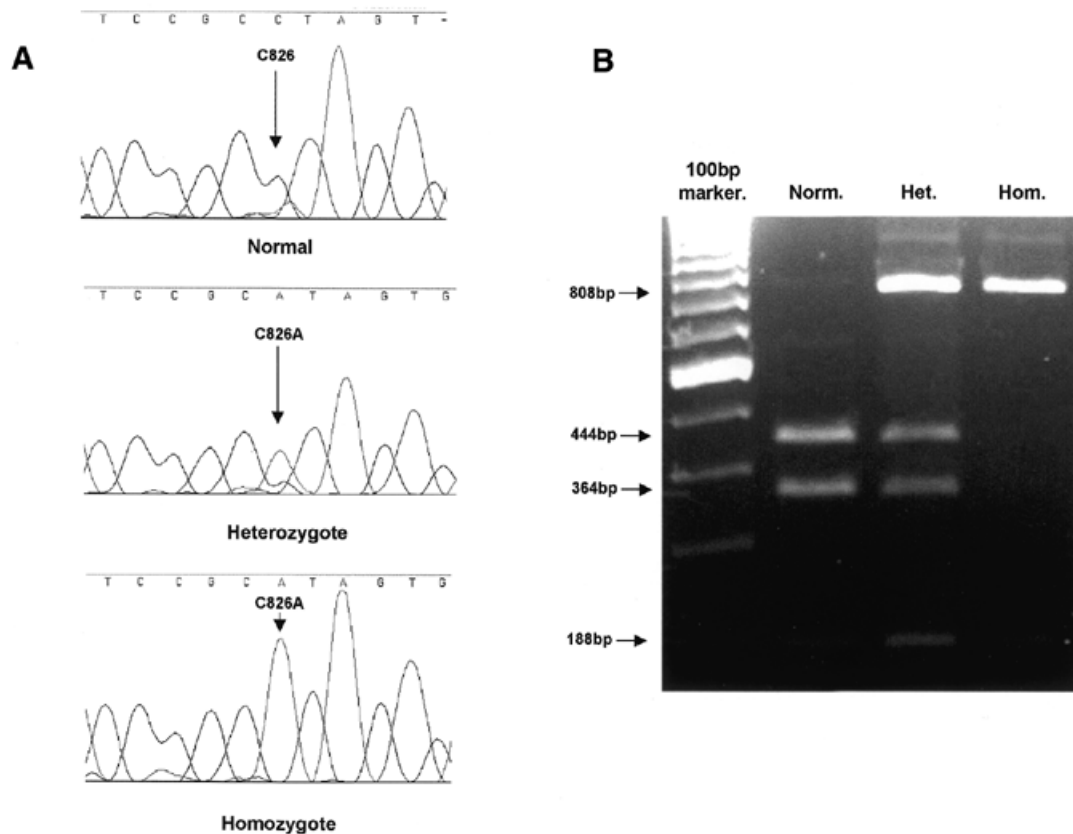 T C C G C C T A G T -
A
C826
Normal
T C C G C A T A G T G
C826A
Heterozygote
T C C G C A T A G T G
C826A
Homozygote
B
100bp
marker.
Norm.
Het.
Hom.
808bp
444bp
364bp
188bp